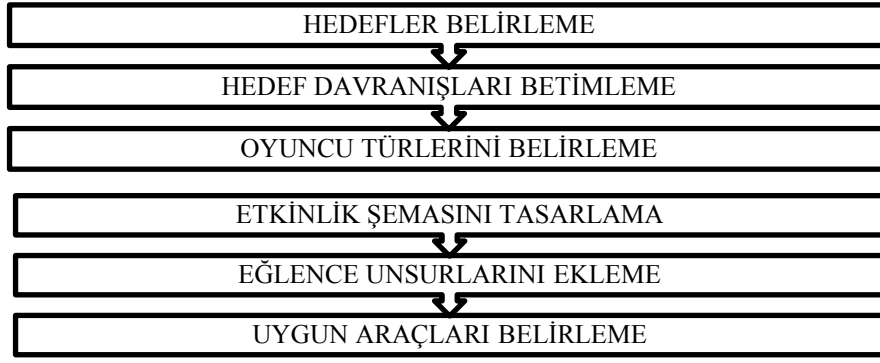 HEDEFLER BELİRLEME
HEDEF DAVRANIŞLARI BETİMLEME
OYUNCU TÜRLERİNİ BELİRLEME
ETKİNLİK ŞEMASINI TASARLAMA
EĞLENCE UNSURLARINI EKLEME
UYGUN ARAÇLARI BELİRLEME